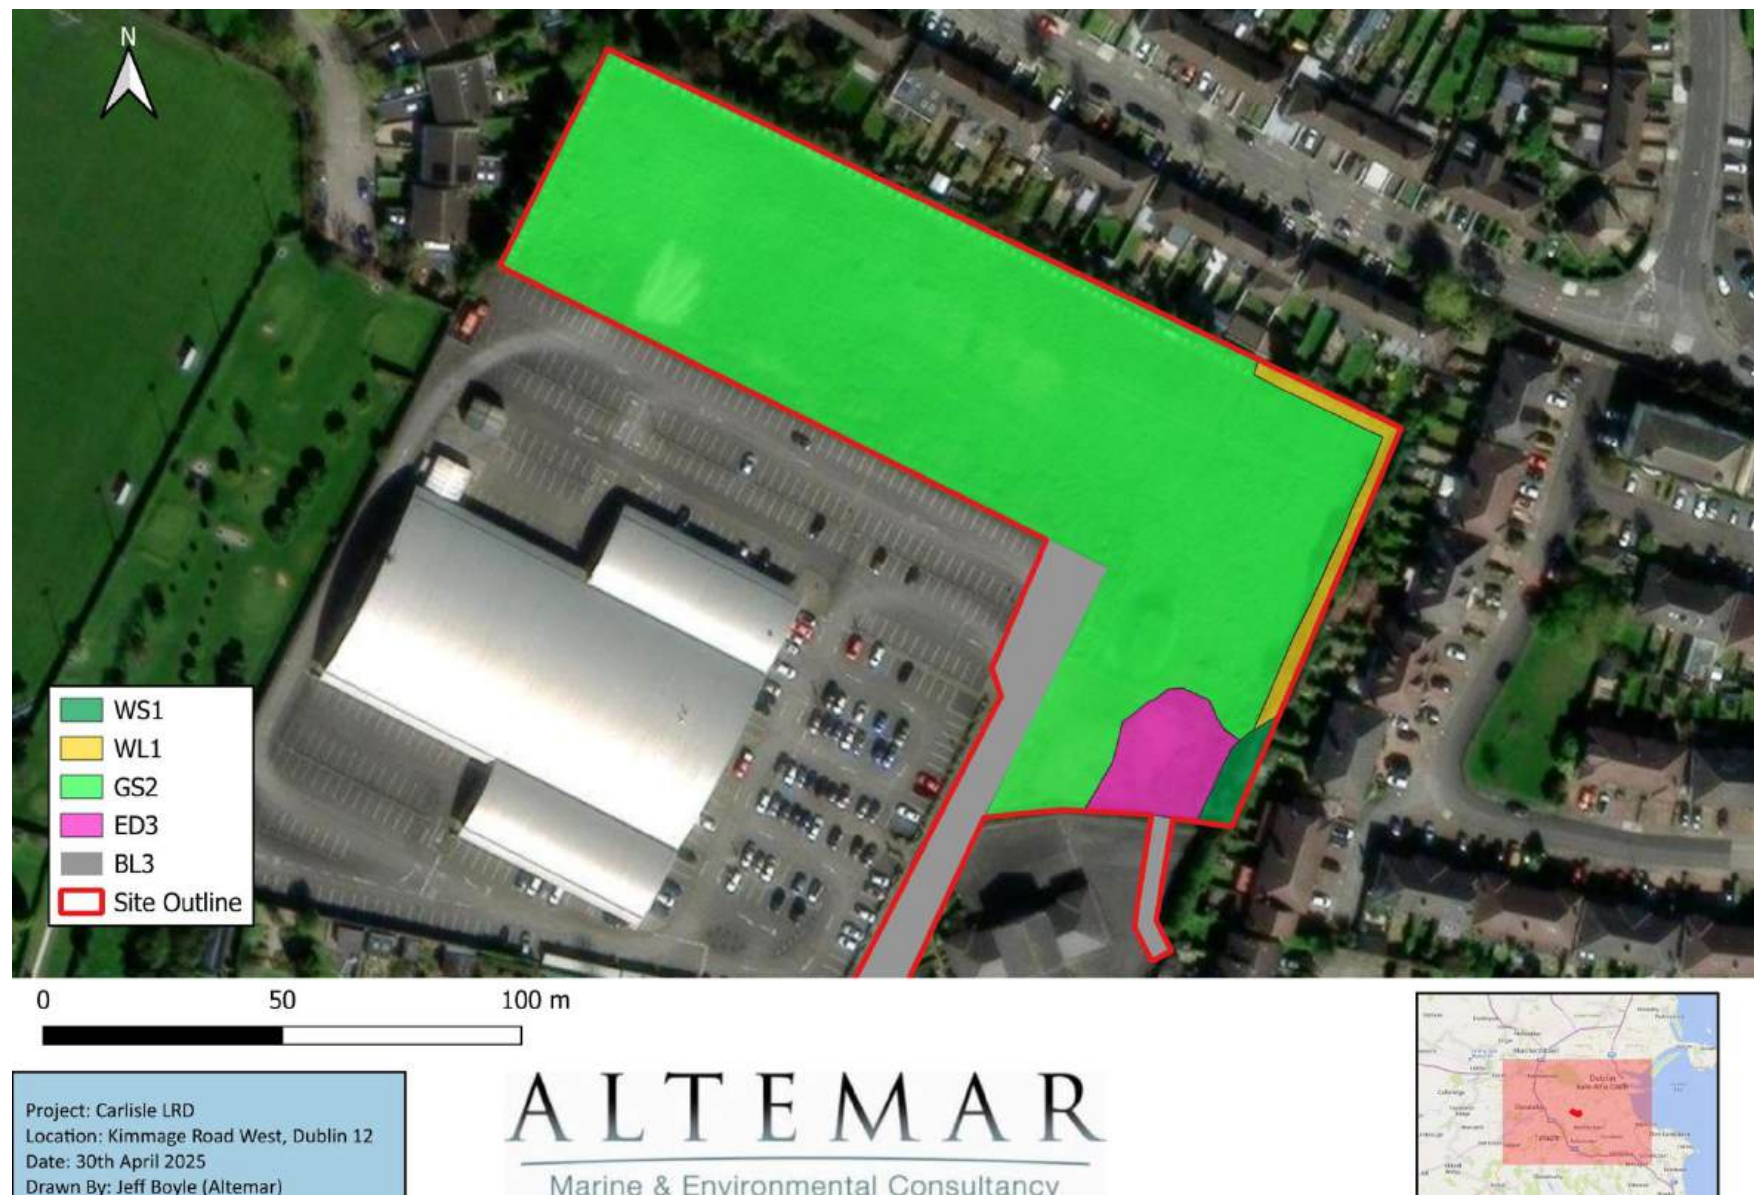 N
WS1
WL1
GS2
ED3
BL3
Site Outline
0 50 100 m
Project: Carlisle LRD
Location: Kimmage Road West, Dublin 12
Date: 30th April 2025
Drawn By: Jeff Boyle (Altemar)
ALTEMAR
Marine & Environmental Consultancy
Dublin